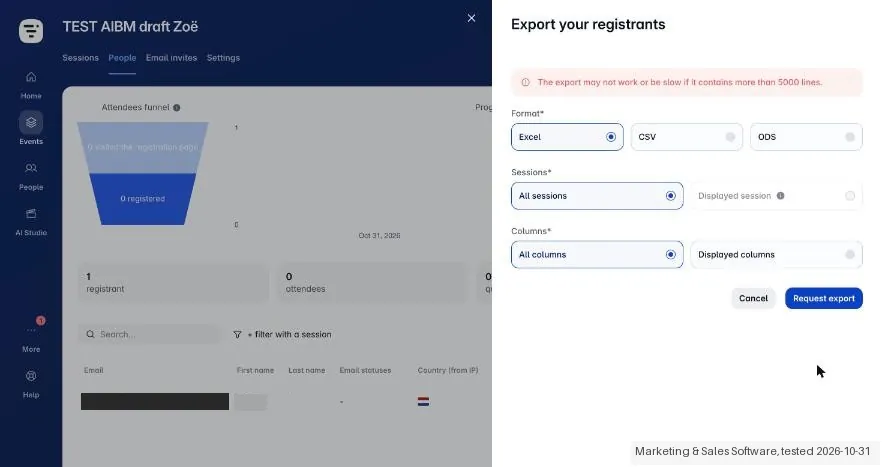 TEST AIBM draft Zoë
Sessions People Email invites Settings
Home
Events
People
AI Studio
1
More
Help
Attendees funnel
Prog
0 visited the registration page
0 registered
1
0
Oct 31, 2026
1
registrant
0
attendees
0
qu
Search...
+ filter with a session
Email First name Last name Email statuses Country (from IP)
-
Export your registrants
The export may not work or be slow if it contains more than 5000 lines.
Format*
Excel CSV ODS
Sessions*
All sessions Displayed session
Columns*
All columns Displayed columns
Cancel Request export
Marketing & Sales Software, tested 2026-10-31